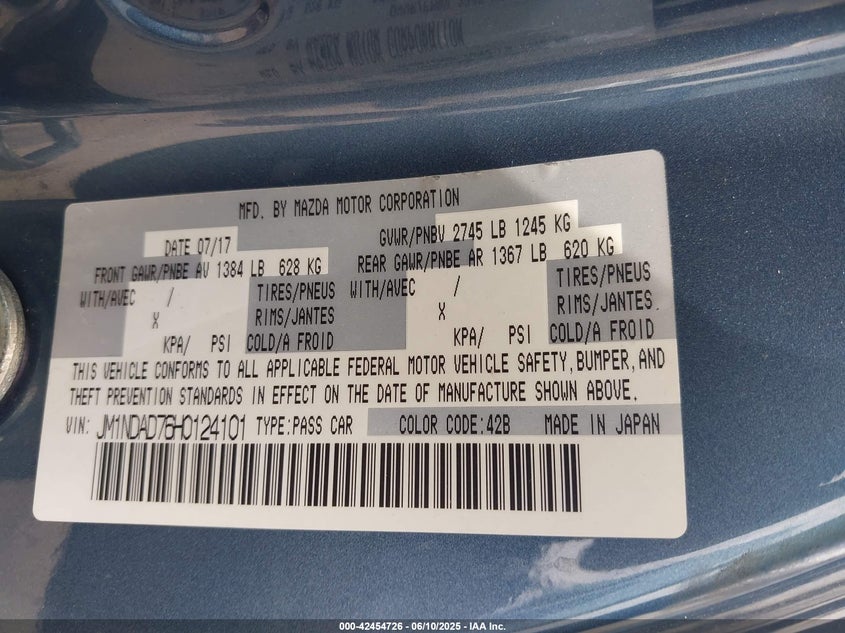 MFD. BY MAZDA MOTOR CORPORATION
DATE 07/17 GVWR/PNBV 2745 LB 1245 KG
FRONT GAWR/PNBE AV 1384 LB 628 KG REAR GAWR/PNBE AR 1367 LB 620 KG
WITH/AVEC / TIRES/PNEUS WITH/AVEC / TIRES/PNEUS
X RIMS/JANTES X RIMS/JANTES
KPA/ PSI COLD/A FROID KPA/ PSI COLD/A FROID
THIS VEHICLE CONFORMS TO ALL APPLICABLE FEDERAL MOTOR VEHICLE SAFETY, BUMPER, AND
THEFT PREVENTION STANDARDS IN EFFECT ON THE DATE OF MANUFACTURE SHOWN ABOVE.
VIN: JM1NDAD76H0124101 TYPE:PASS CAR COLOR CODE:42B MADE IN JAPAN
000-42454726 - 06/10/2025 - IAA Inc.